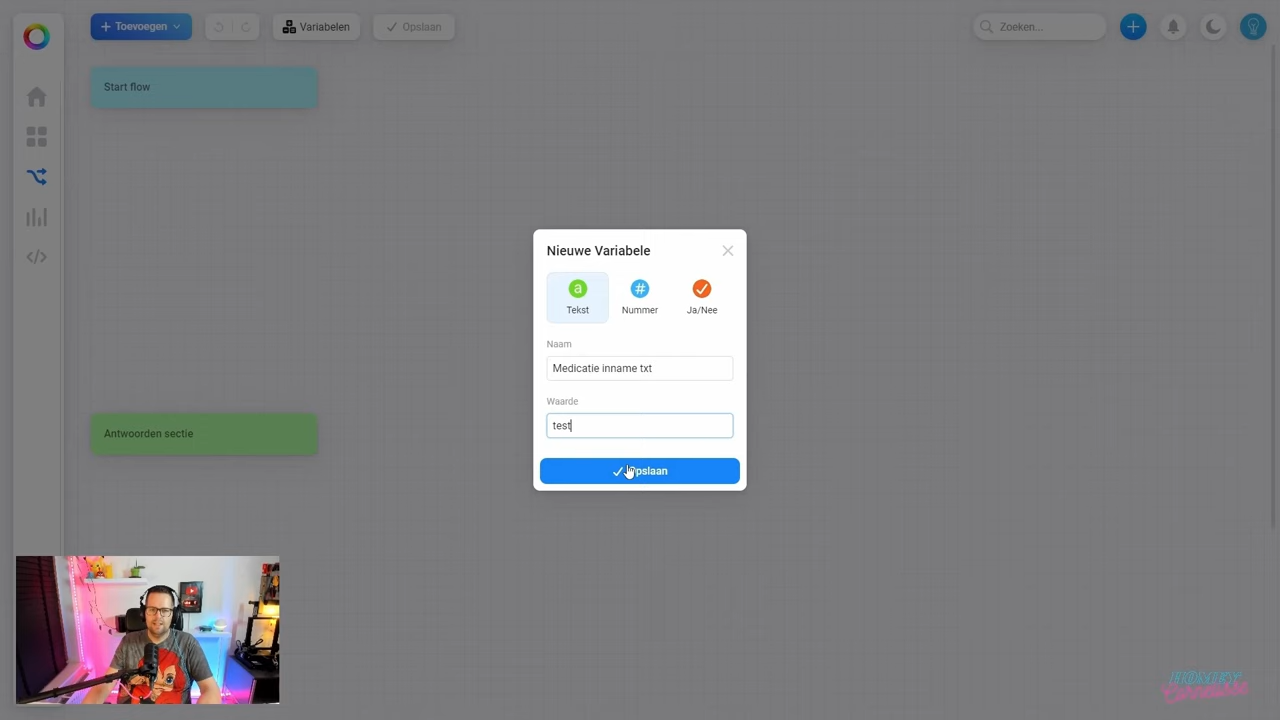 Toevoegen
Variabelen
Opslaan
Zoeken...
Start flow
Nieuwe Variabele
a
#
Tekst
Nummer
Ja/Nee
Naam
Medicatie inname txt
Waarde
test
Antwoorden sectie
Opslaan